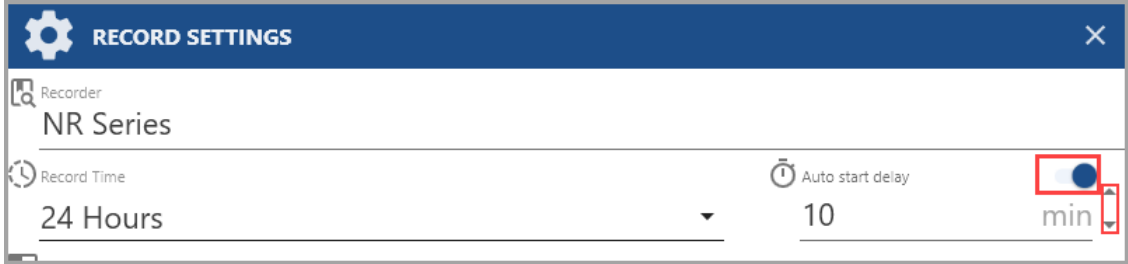 RECORD SETTINGS
Recorder
NR Series
Record Time
Auto start delay
24 Hours
10 min